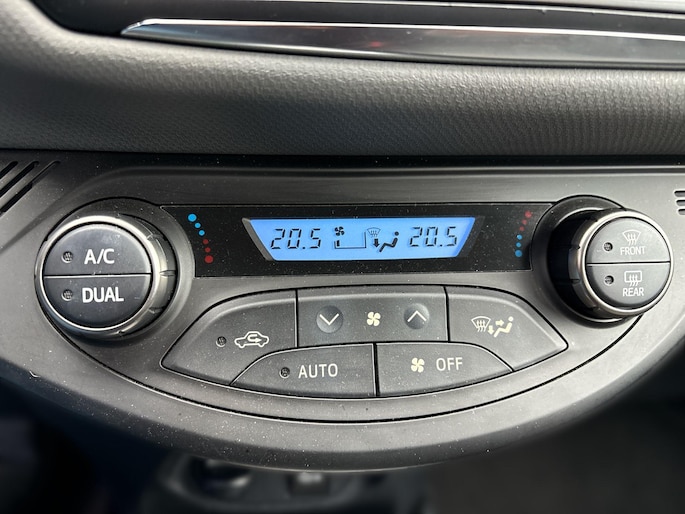 20.5 20.5
A/C
DUAL
FRONT
REAR
AUTO
OFF